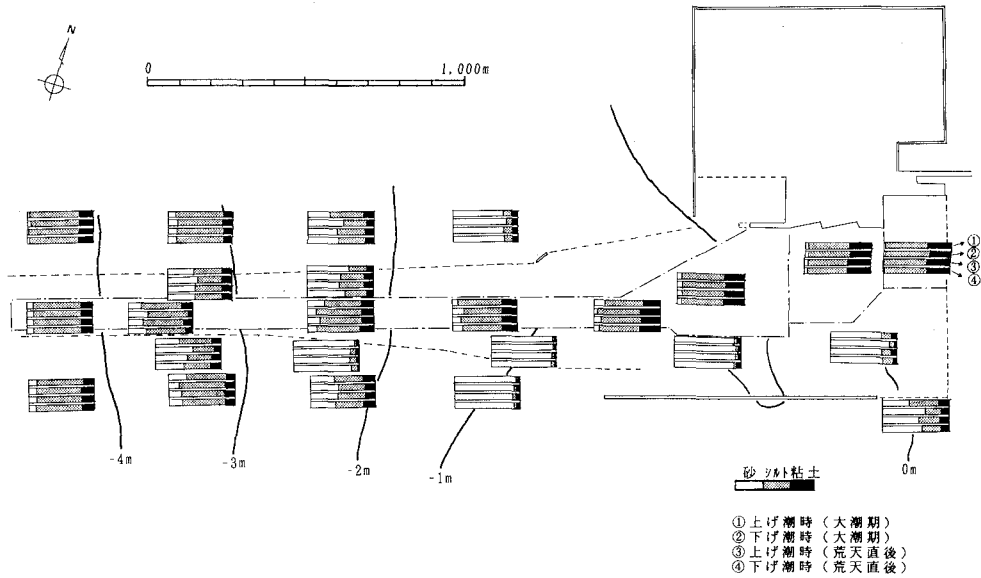 N
0 1,000m
①
②
③
④
-4m
-3m
-2m
-1m
0m
砂 シルト 粘土
①上げ潮時（大潮期）
②下げ潮時（大潮期）
③上げ潮時（荒天直後）
④下げ潮時（荒天直後）